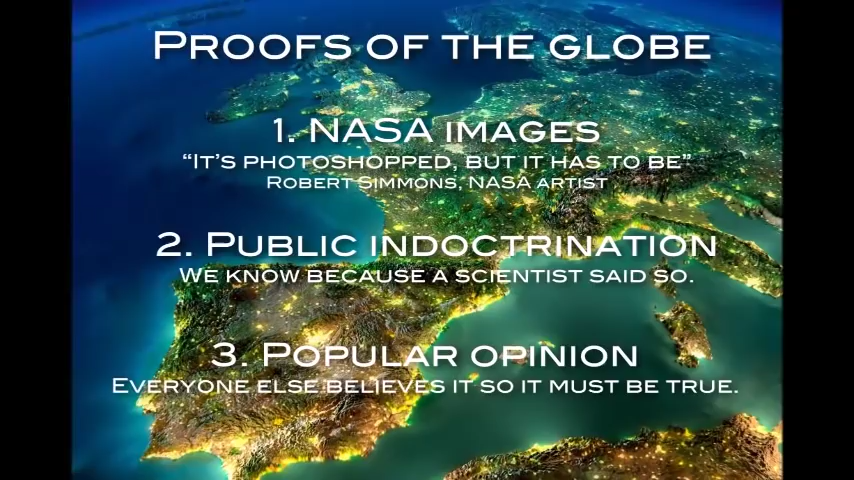 PROOFS OF THE GLOBE
1. NASA IMAGES
"IT'S PHOTOSHOPPED, BUT IT HAS TO BE"
ROBERT SIMMONS, NASA ARTIST
2. PUBLIC INDOCTRINATION
WE KNOW BECAUSE A SCIENTIST SAID SO.
3. POPULAR OPINION
EVERYONE ELSE BELIEVES IT SO IT MUST BE TRUE.